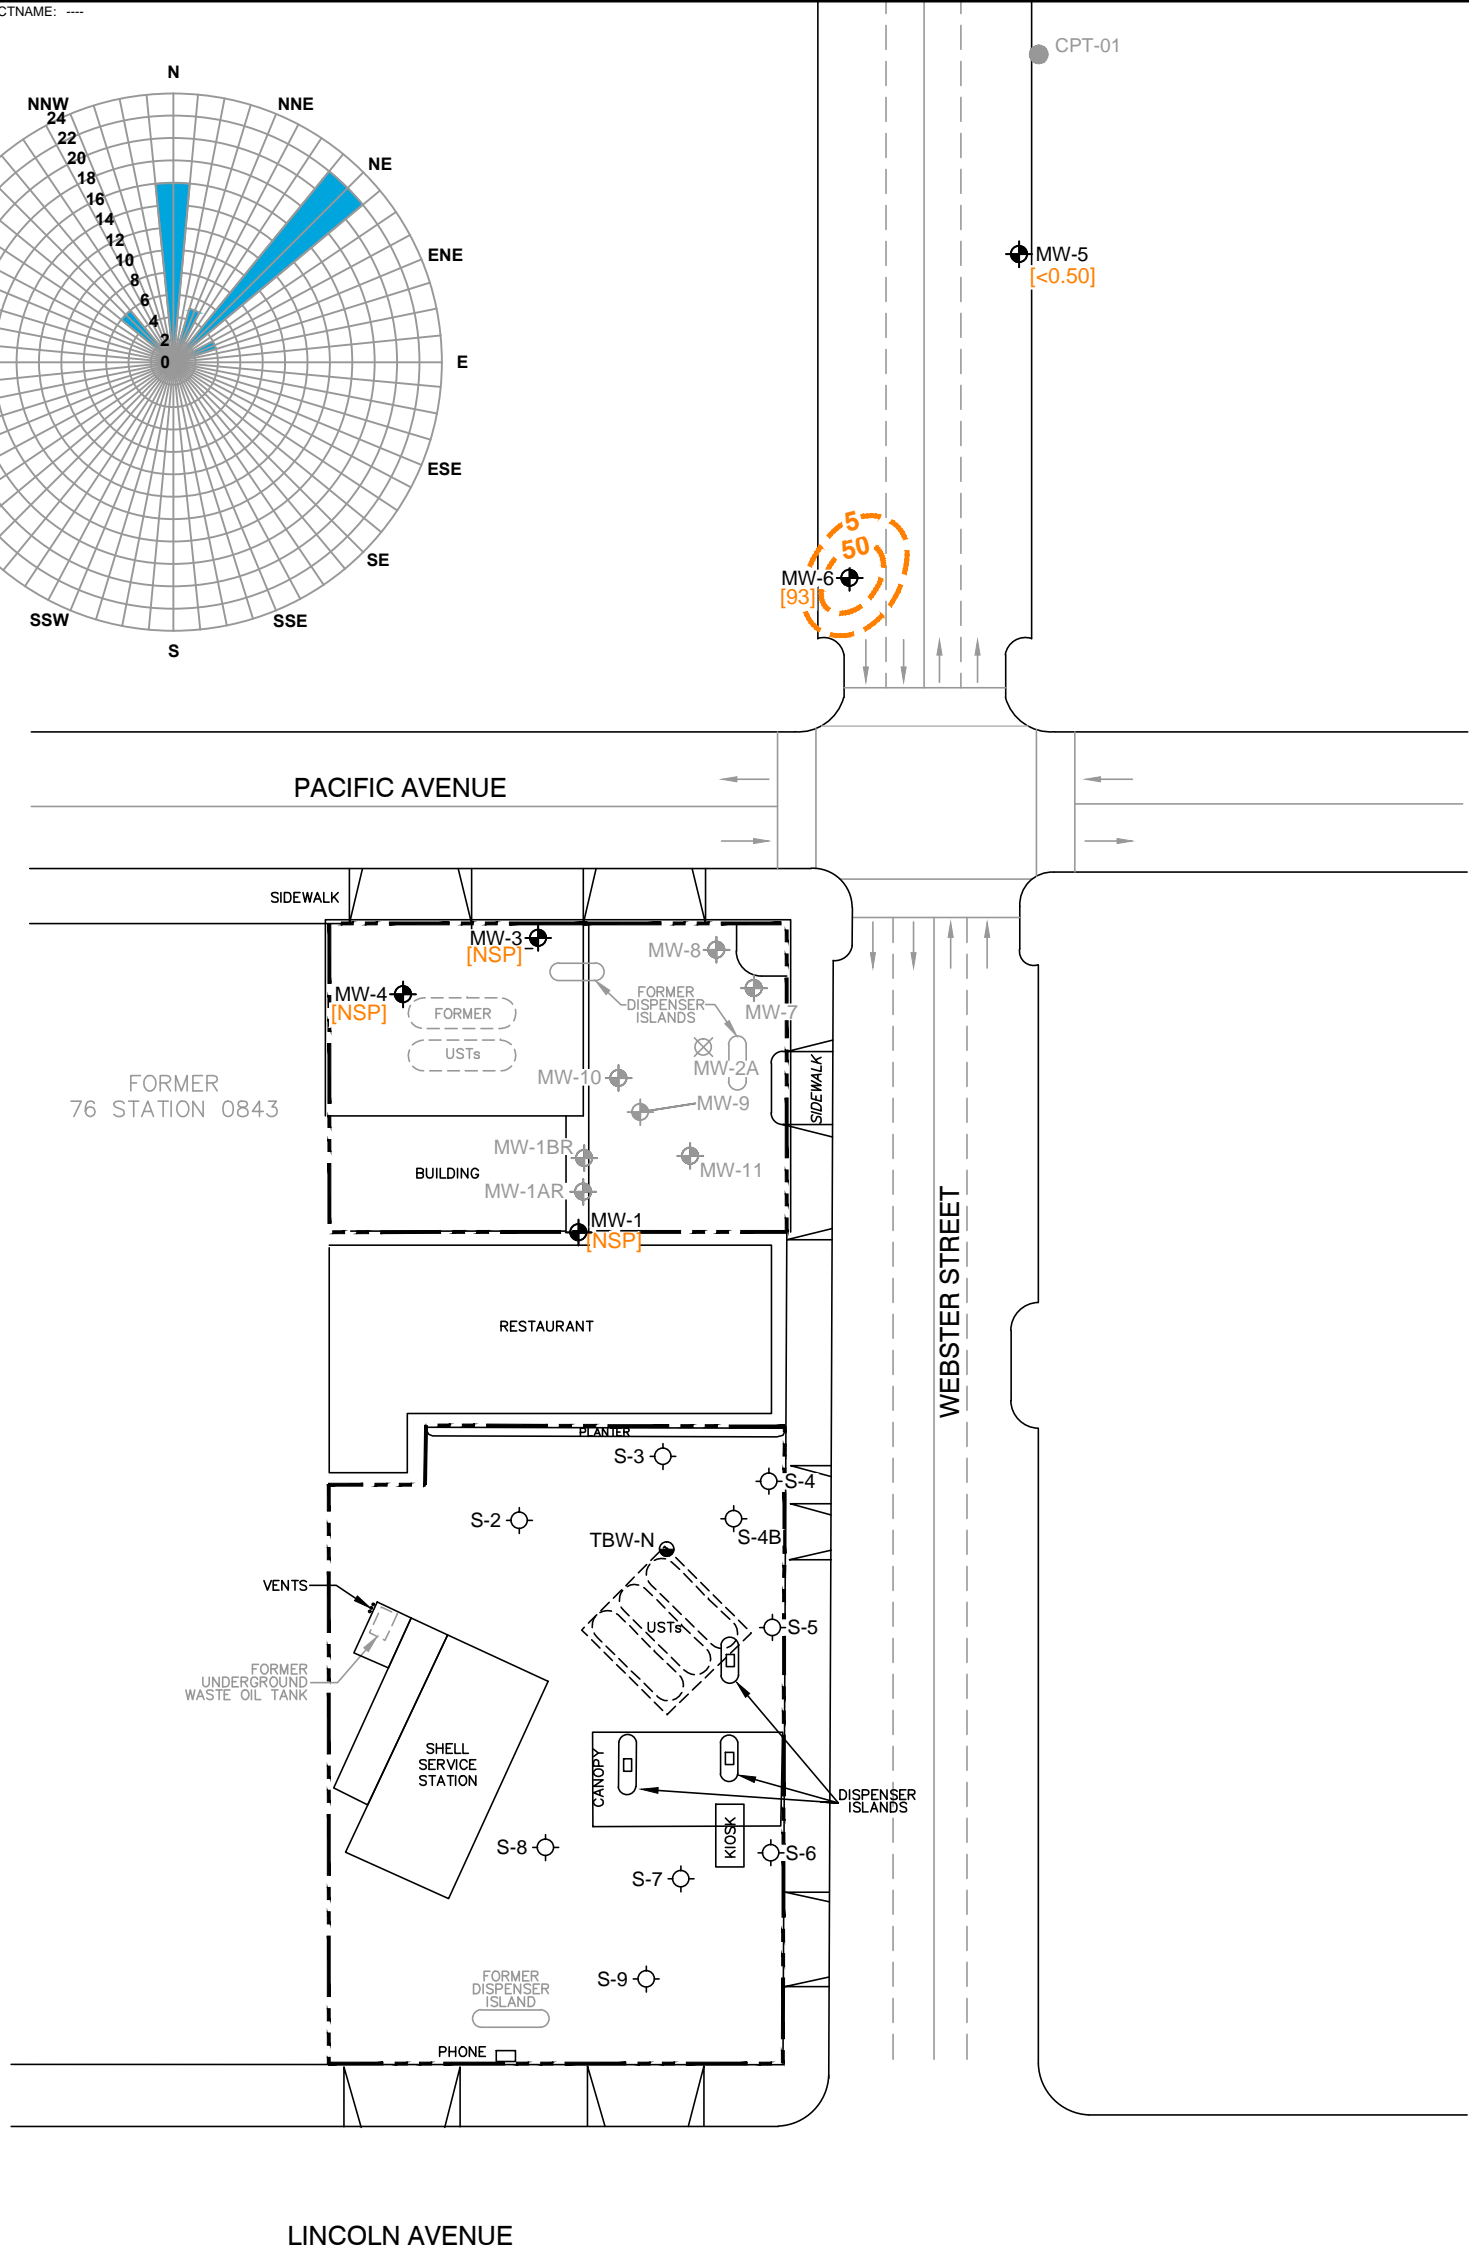 CTNAME: ----
CPT-01
N
NNW
NNE
24
22
20
18
16
14
12
10
8
6
4
2
0
NE
ENE
E
ESE
SE
SSE
S
SSW
MW-5
[<0.50]
5
50
MW-6
[93]
PACIFIC AVENUE
SIDEWALK
MW-3
[NSP]
MW-8
MW-4
[NSP]
FORMER
USTs
FORMER
DISPENSER
ISLANDS
MW-7
MW-2A
SIDEWALK
FORMER
76 STATION 0843
MW-10
MW-9
MW-1BR
MW-11
BUILDING
MW-1AR
MW-1
[NSP]
WEBSTER STREET
RESTAURANT
PLANTER
S-3
S-4
S-2
S-4B
TBW-N
VENTS
USTs
S-5
FORMER
UNDERGROUND
WASTE OIL TANK
SHELL
SERVICE
STATION
CANOPY
DISPENSER
ISLANDS
KIOSK
S-8
S-6
S-7
S-9
FORMER
DISPENSER
ISLAND
PHONE
LINCOLN AVENUE